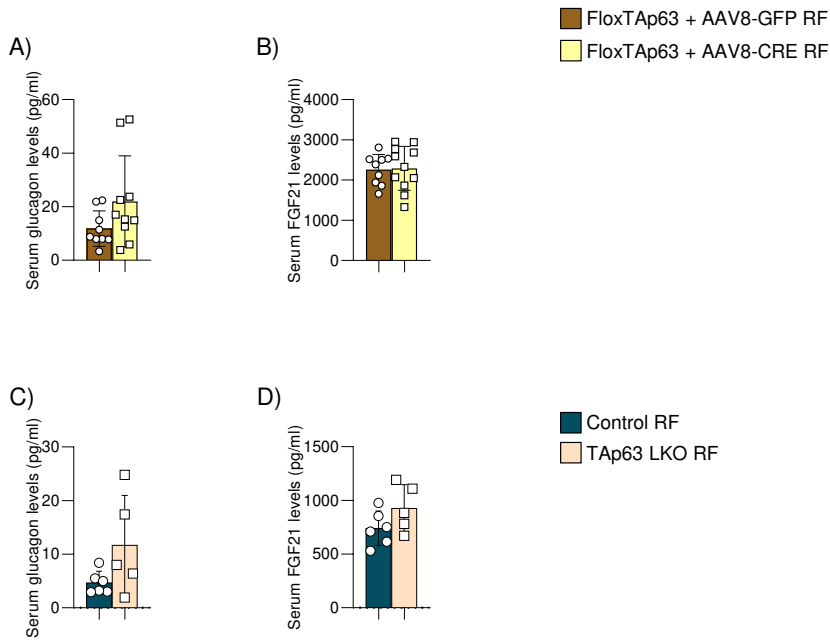 FloxTAp63 + AAV8-GFP RF
FloxTAp63 + AAV8-CRE RF
A)
B)
Serum glucagon levels (pg/ml)
60
40
20
0
Serum FGF21 levels (pg/ml)
4000
3000
2000
1000
0
C)
D)
Control RF
TAp63 LKO RF
Serum glucagon levels (pg/ml)
30
20
10
0
Serum FGF21 levels (pg/ml)
1500
1000
500
0